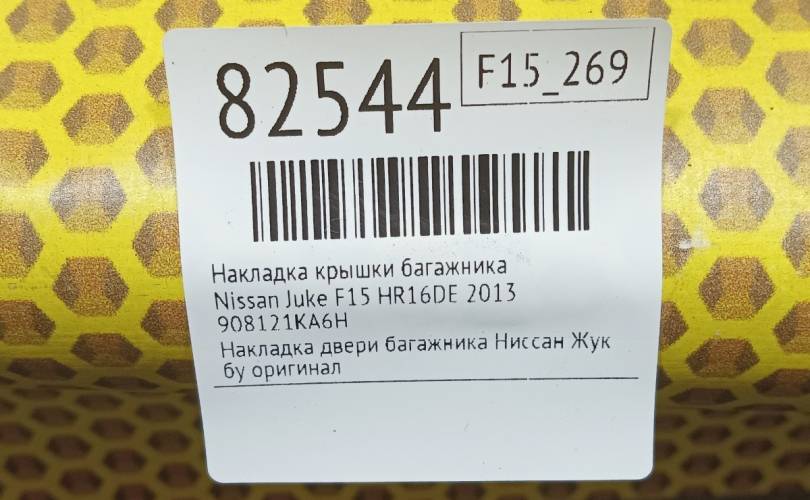 82544
F15_269
Накладка крышки багажника
Nissan Juke F15 HR16DE 2013
908121KA6H
Накладка двери багажника Ниссан Жук
бу оригинал